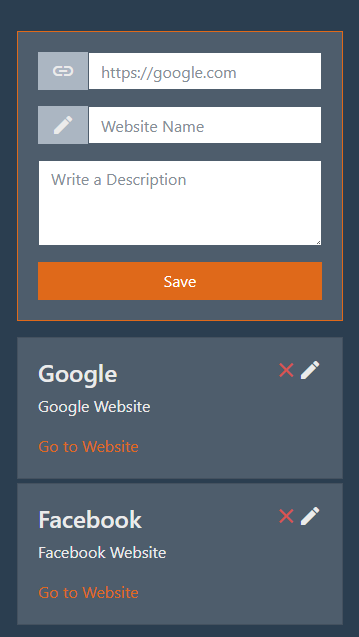 https://google.com
Website Name
Write a Description
Save
Google
Google Website
Go to Website
Facebook
Facebook Website
Go to Website